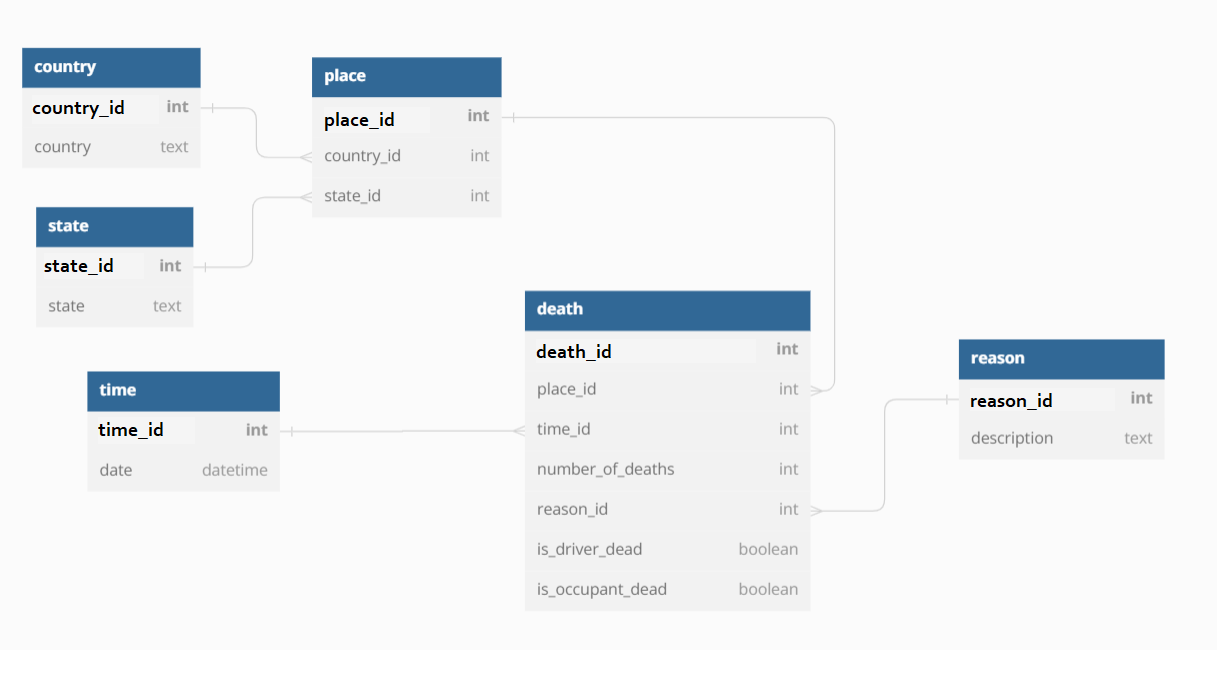 country
country_id int
country text
place
place_id int
country_id int
state_id int
state
state_id int
state text
death
death_id int
place_id int
time_id int
number_of_deaths int
reason_id int
is_driver_dead boolean
is_occupant_dead boolean
reason
reason_id int
description text
time
time_id int
date datetime